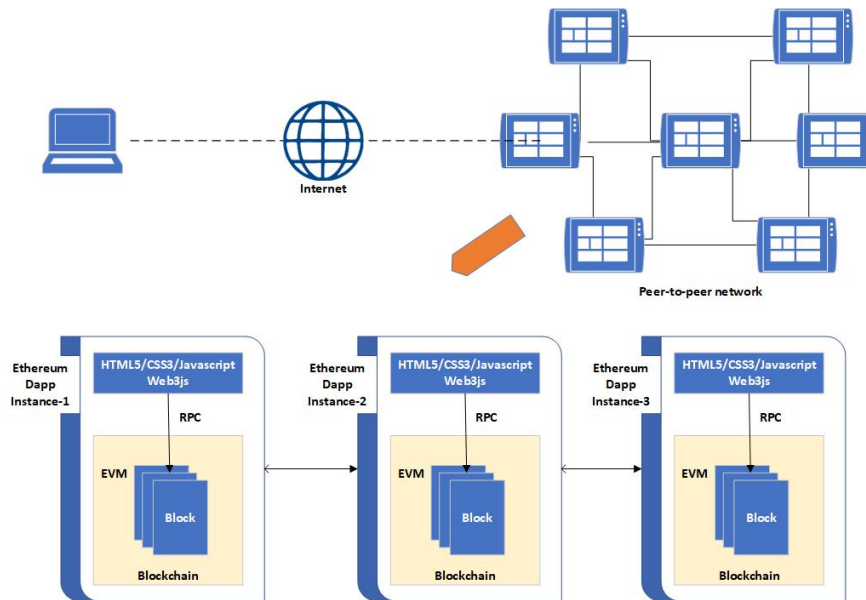 Internet
Peer-to-peer network
Ethereum
Dapp
Instance-1
HTML5/CSS3/Javascript
Web3js
RPC
EVM
Block
Blockchain
Ethereum
Dapp
Instance-2
HTML5/CSS3/Javascript
Web3js
RPC
EVM
Block
Blockchain
Ethereum
Dapp
Instance-3
HTML5/CSS3/Javascript
Web3js
RPC
EVM
Block
Blockchain